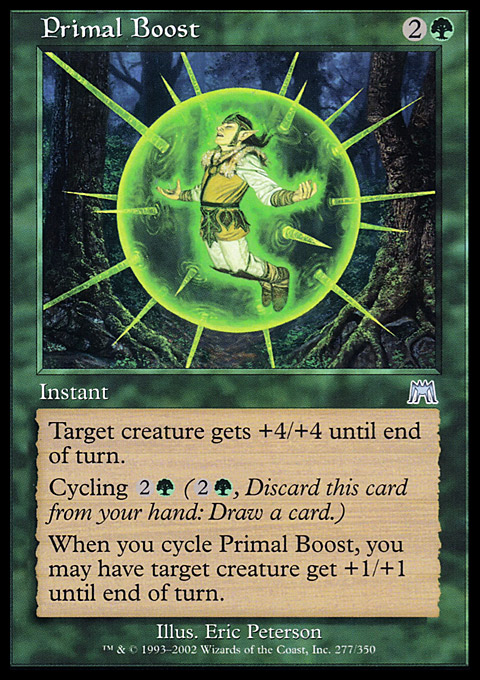 Primal Boost 2
Instant
Target creature gets +4/+4 until end
of turn.
Cycling 2 (2, Discard this card
from your hand: Draw a card.)
When you cycle Primal Boost, you
may have target creature get +1/+1
until end of turn.
Illus. Eric Peterson
™ & © 1993–2002 Wizards of the Coast, Inc. 277/350